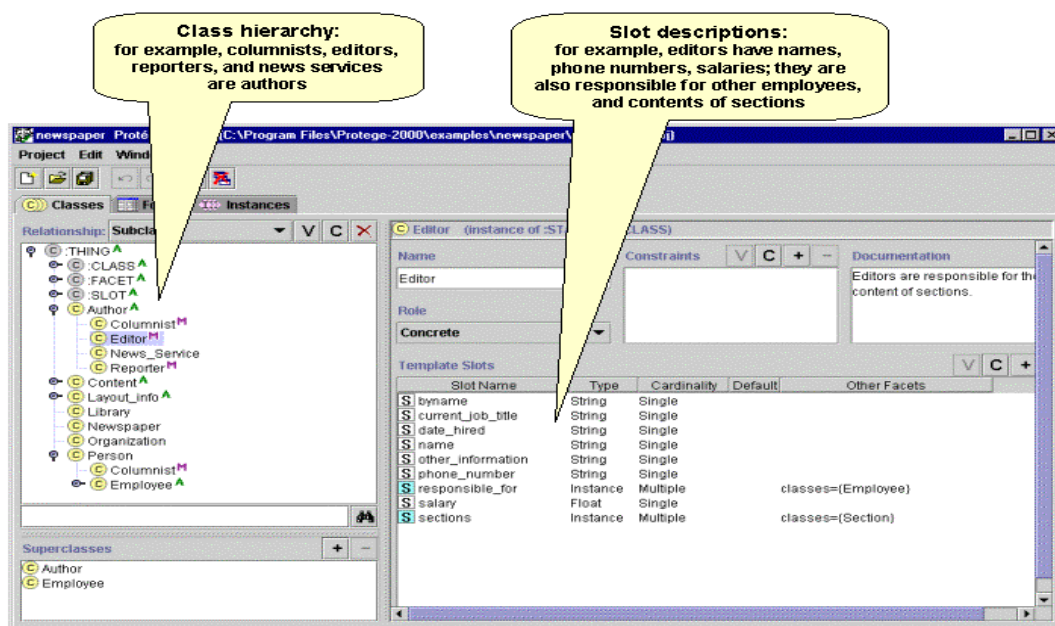 Class hierarchy:
for example, columnists, editors,
reporters, and news services
are authors
Slot descriptions:
for example, editors have names,
phone numbers, salaries; they are
also responsible for other employees,
and contents of sections
newspaper Proté (C:\Program Files\Protege-2000\examples\newspaper\
Project Edit
Classes Instances
Relationship: V C
Editor (instance of :STA CLASS)
:THING A
:CLASS A
:FACET A
:SLOT A
Author A
Columnist M
Editor M
News_Service
Reporter M
Content A
Layout_info A
Library
Newspaper
Organization
Person
Columnist M
Employee A
Superclasses + -
Author
Employee
Name
Editor
Role
Concrete
Constraints V C + -
Documentation
Editors are responsible for the
content of sections.
Template Slots V C +
Slot Name Type Cardinality Default Other Facets
S byname String Single
S current_job_title String Single
S date_hired String Single
S name String Single
S other_information String Single
S phone_number String Single
S responsible_for Instance Multiple classes={Employee}
S salary Float Single
S sections Instance Multiple classes={Section}